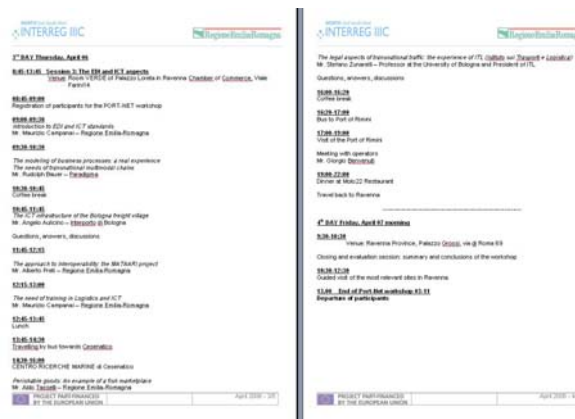 INTERREG IIIC
RegioneEmiliaRomagna
3rd DAY Thursday, April 06
8:45-13:45 Session 3: The EDI and ICT aspects
Venue: Room VERDE of Palazzo Loreta in Ravenna Chamber of Commerce, Viale
Farini14
08:45-09:00
Registration of participants for the PORT-NET workshop
09:00-09:30
Introduction to EDI and ICT standards
Mr. Maurizio Campanai – Regione Emilia-Romagna
09:30-10:30
The modeling of business processes: a real experience
The needs of transnational multimodal chains
Mr. Rudolph Bauer – Paradigma
10:30-10:45
Coffee break
10:45-11:45
The ICT infrastructure of the Bologna freight village
Mr. Angelo Aulicino – Interporto di Bologna
Questions, answers, discussions
11:45-12:15
The approach to interoperability: the MATAARI project
Mr. Alberto Preti – Regione Emilia-Romagna
12:15-13:00
The need of training in Logistics and ICT
Mr. Maurizio Campanai – Regione Emilia-Romagna
12:45-13:45
Lunch
13:45-14:30
Travelling by bus towards Cesenatico
14:30-16:00
CENTRO RICERCHE MARINE di Cesenatico
Perishable goods: an example of a fish marketplace
Mr. Aldo Tasselli – Regione Emilia-Romagna
PROJECT PART-FINANCED
BY THE EUROPEAN UNION
April 2006 - 3/5
INTERREG IIIC
RegioneEmiliaRomagna
The legal aspects of transnational traffic: the experience of ITL (Istituto sui Trasporti e Logistica)
Mr. Stefano Zunarelli – Professor at the University of Bologna and President of ITL
Questions, answers, discussions
16:00-16:20
Coffee break
16:20-17:00
Bus to Port of Rimini
17:00-19:00
Visit of the Port of Rimini
Meeting with operators
Mr. Giorgio Benvenuti
19:00-22:00
Dinner at Molo22 Restaurant
Travel back to Ravenna
4th DAY Friday, April 07 morning
9:30-10:30
Venue: Ravenna Province, Palazzo Grossi, via @ Roma 69
Closing and evaluation session: summary and conclusions of the workshop
10:30-12:30
Guided visit of the most relevant sites in Ravenna
13.00 End of Port-Net workshop #3-11
Departure of participants
PROJECT PART-FINANCED
BY THE EUROPEAN UNION
April 2006 -